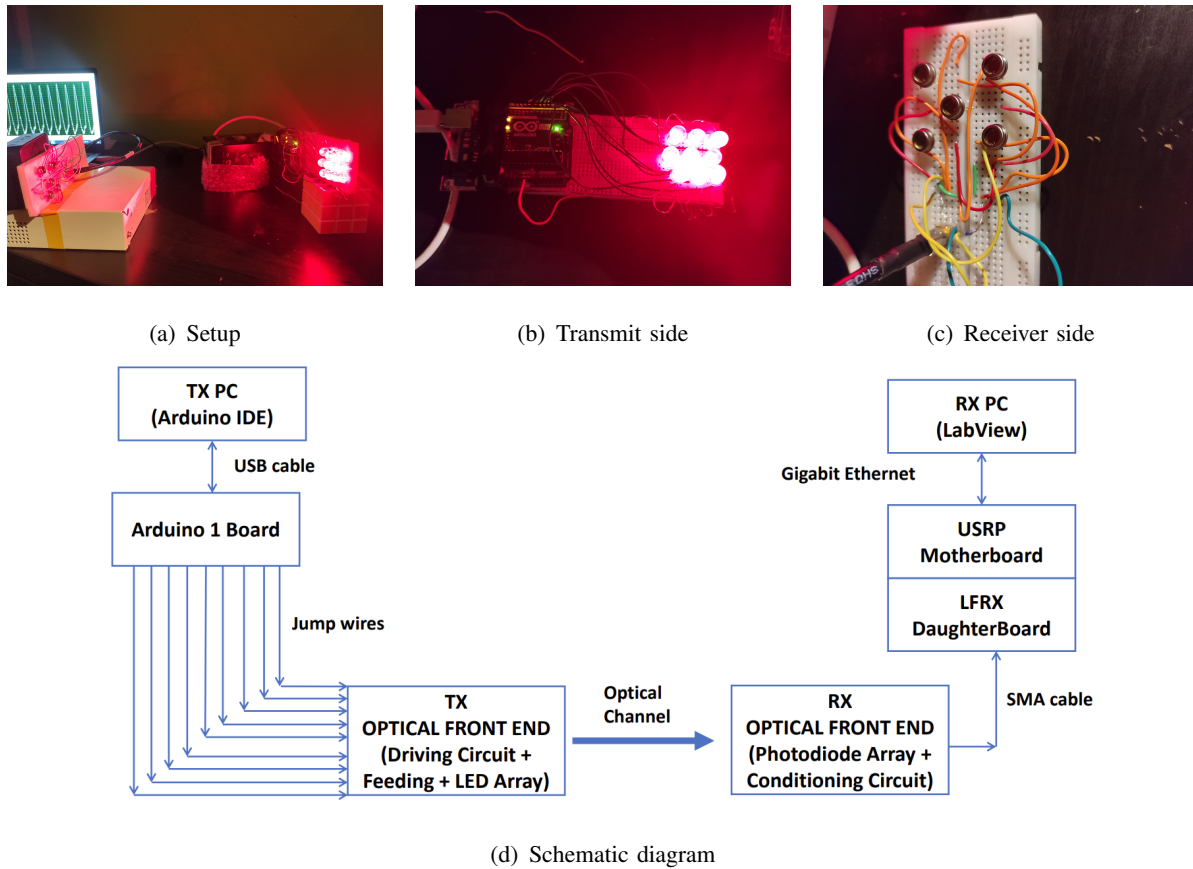 (a) Setup
(b) Transmit side
(c) Receiver side
TX PC
(Arduino IDE)
USB cable
Arduino 1 Board
Jump wires
TX
OPTICAL FRONT END
(Driving Circuit +
Feeding + LED Array)
Optical
Channel
RX
OPTICAL FRONT END
(Photodiode Array +
Conditioning Circuit)
SMA cable
LFRX
DaughterBoard
USRP
Motherboard
Gigabit Ethernet
RX PC
(LabView)
(d) Schematic diagram